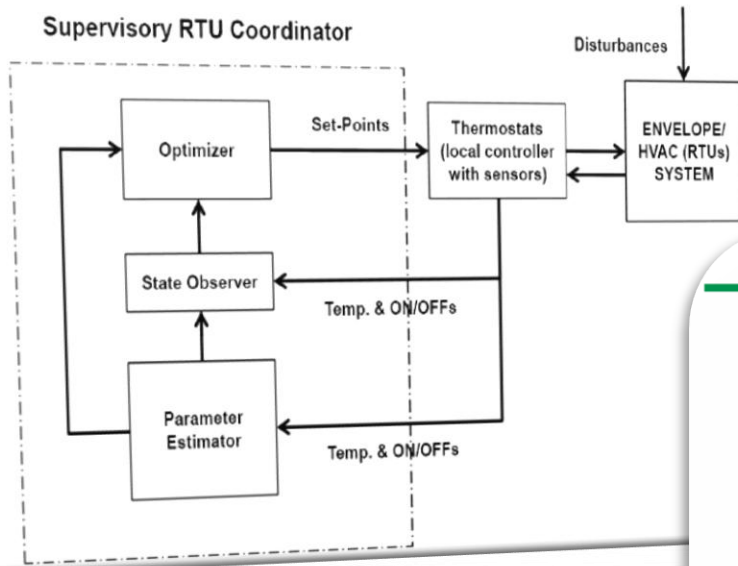 Supervisory RTU Coordinator
Disturbances
Optimizer
Set-Points
Thermostats
(local controller
with sensors)
ENVELOPE/
HVAC (RTUs)
SYSTEM
State Observer
Temp. & ON/OFFs
Parameter
Estimator
Temp. & ON/OFFs